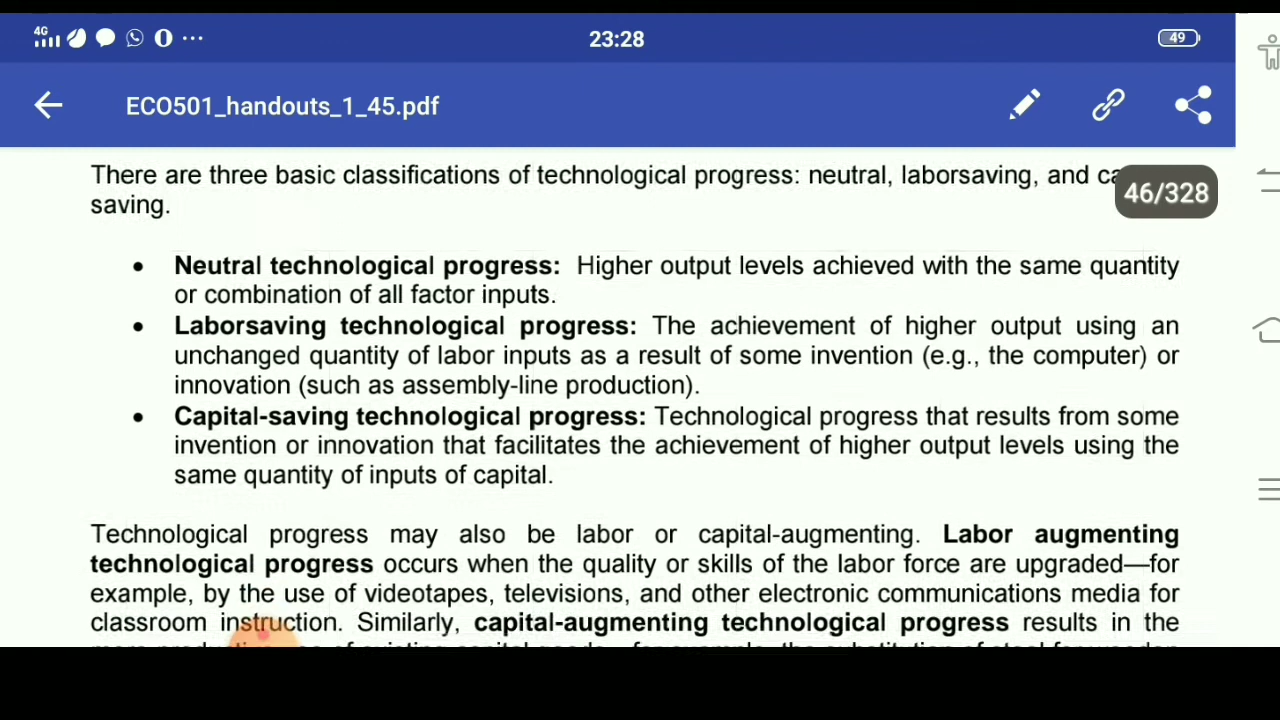 4G
23:28
49
ECO501_handouts_1_45.pdf
There are three basic classifications of technological progress: neutral, laborsaving, and
46/328
saving.
• Neutral technological progress: Higher output levels achieved with the same quantity
or combination of all factor inputs.
• Laborsaving technological progress: The achievement of higher output using an
unchanged quantity of labor inputs as a result of some invention (e.g., the computer) or
innovation (such as assembly-line production).
• Capital-saving technological progress: Technological progress that results from some
invention or innovation that facilitates the achievement of higher output levels using the
same quantity of inputs of capital.
Technological progress may also be labor or capital-augmenting. Labor augmenting
technological progress occurs when the quality or skills of the labor force are upgraded—for
example, by the use of videotapes, televisions, and other electronic communications media for
classroom instruction. Similarly, capital-augmenting technological progress results in the